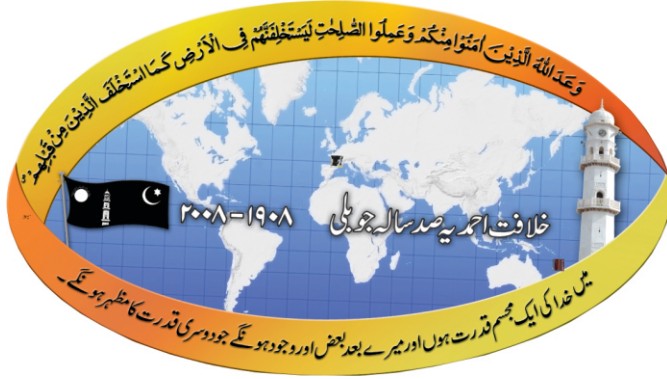 وَعَدَ اللّٰهُ الَّذِيْنَ اٰمَنُوْا مِنْكُمْ وَعَمِلُوا الصّٰلِحٰتِ لَيَسْتَخْلِفَنَّهُمْ فِى الْاَرْضِ كَمَا اسْتَخْلَفَ الَّذِيْنَ مِنْ قَبْلِهِمْ
خلافت احمدیہ صد سالہ جوبلی
۱۹۰۸ – ۲۰۰۸
میں خدا کی ایک مجسم قدرت ہوں اور میرے بعد بعض اور وجود ہونگے جو دوسری قدرت کا مظہر ہونگے۔